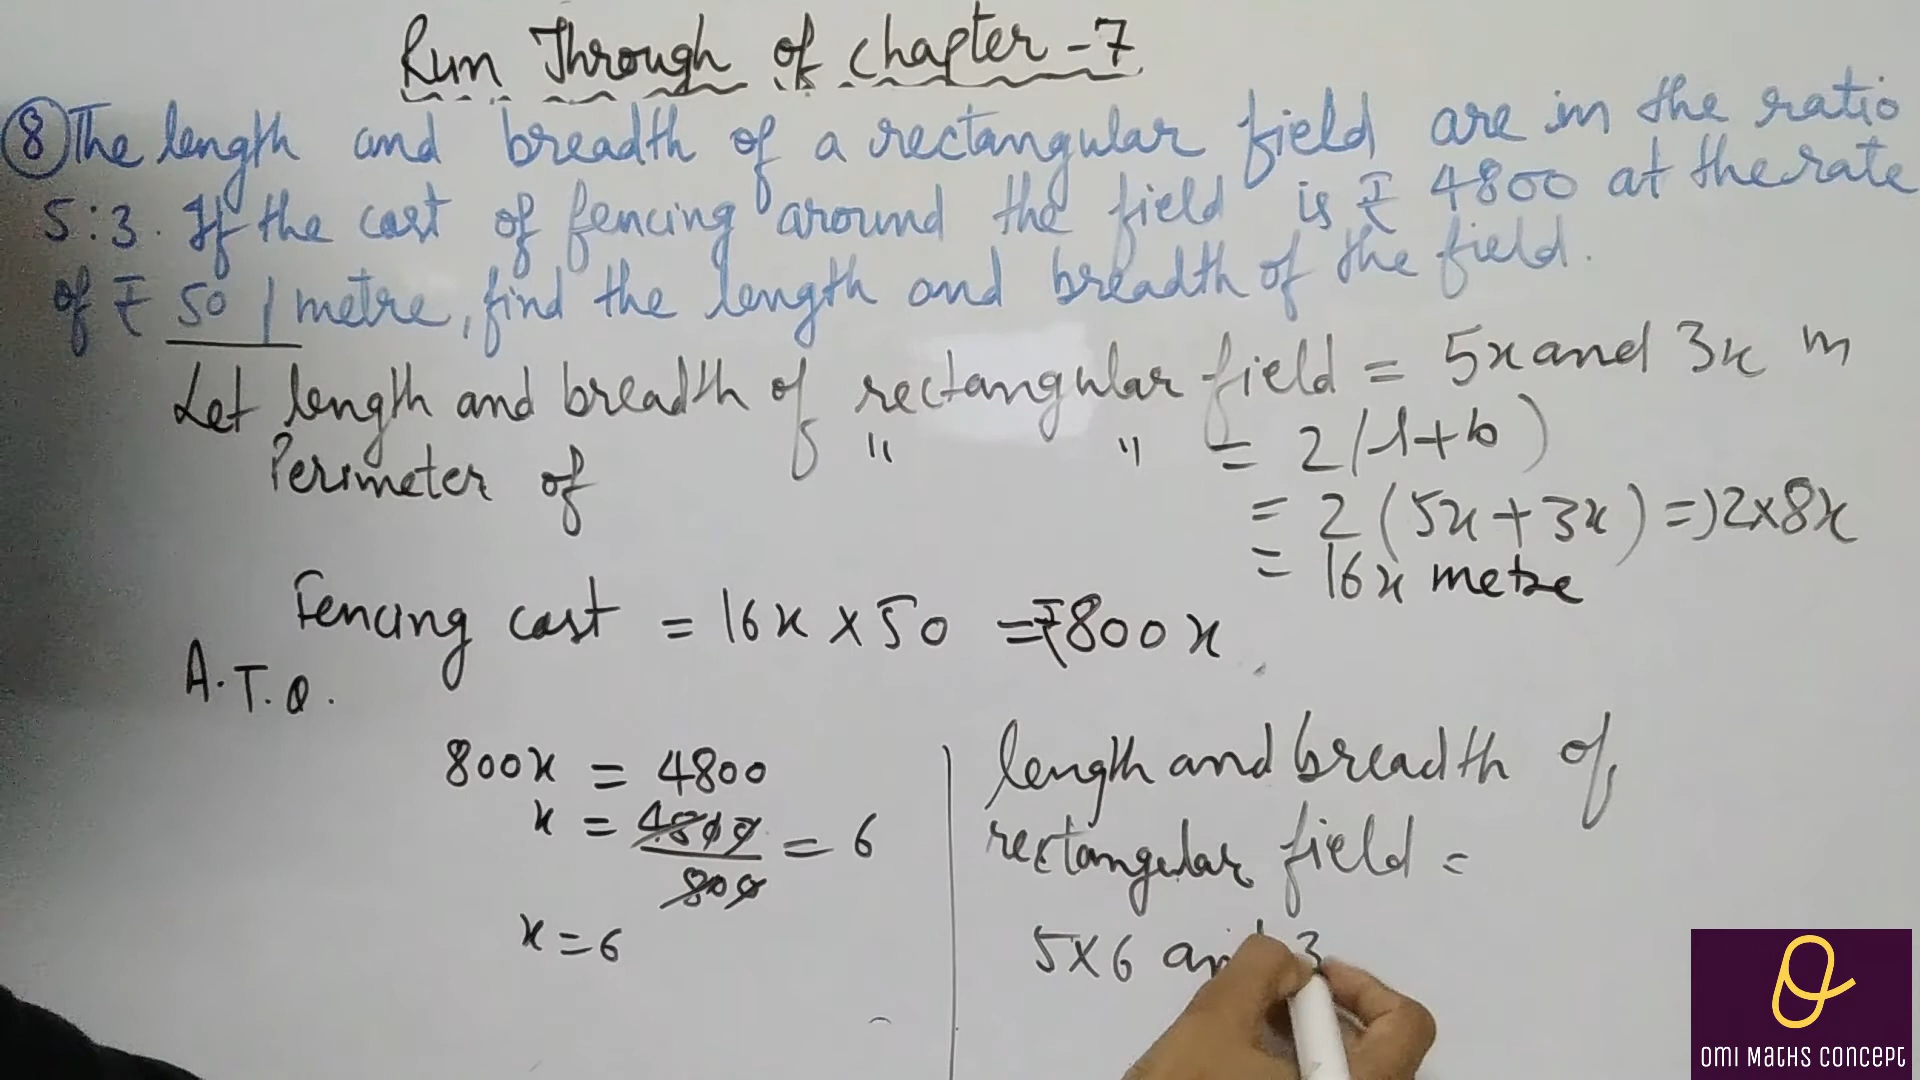 Run Through of chapter-7
⑧ The length and breadth of a rectangular field are in the ratio
5:3. If the cost of fencing around the field is ₹ 4800 at the rate
of ₹ 50 / metre, find the length and breadth of the field.
Let length and breadth of rectangular field = 5x and 3x m
Perimeter of " " = 2(l+b)
= 2(5x+3x) => 2x8x
= 16x metre
Fencing cost = 16x x 50 = ₹800x
A.T.Q.
800x = 4800
x = 4800/800 = 6
x = 6
length and breadth of
rectangular field =
5x6 and 3
OMI MATHS CONCEPT